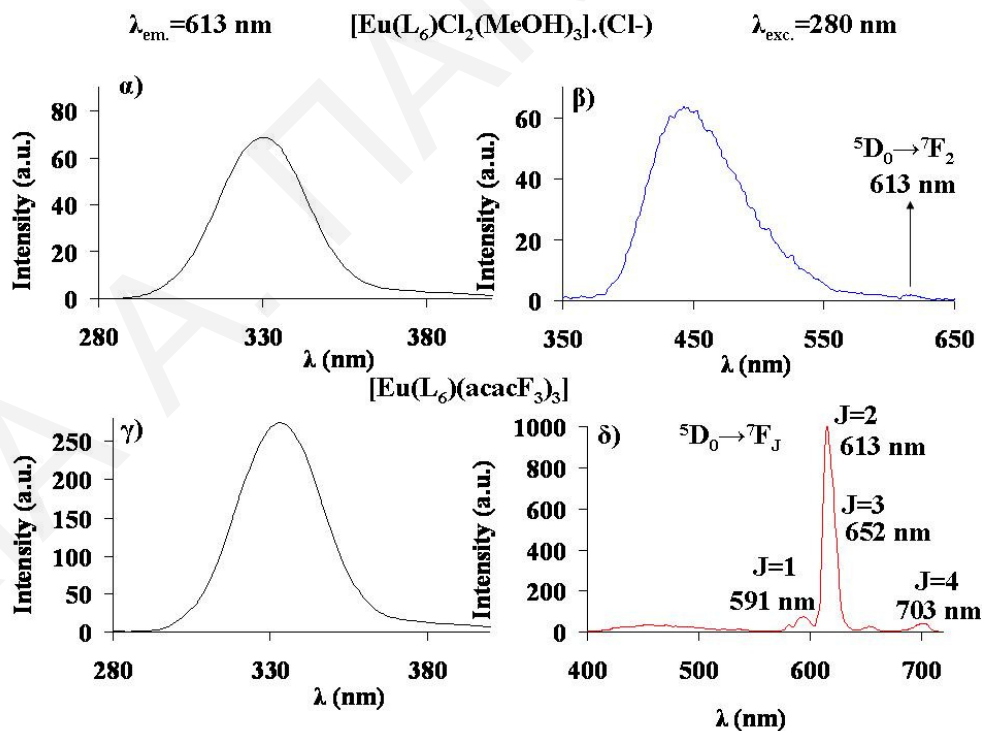 λem.=613 nm [Eu(L6)Cl2(MeOH)3].(Cl-) λexc.=280 nm
α)
Intensity (a.u.)
80
60
40
20
0
280 330 380
λ (nm)
β)
Intensity (a.u.)
60
40
20
0
350 450 550 650
λ (nm)
⁵D₀→⁷F₂
613 nm
[Eu(L6)(acacF3)3]
γ)
Intensity (a.u.)
250
200
150
100
50
0
280 330 380
λ (nm)
δ)
Intensity (a.u.)
1000
800
600
400
200
0
400 500 600 700
λ (nm)
⁵D₀→⁷F_J
J=2
613 nm
J=3
652 nm
J=1
591 nm
J=4
703 nm